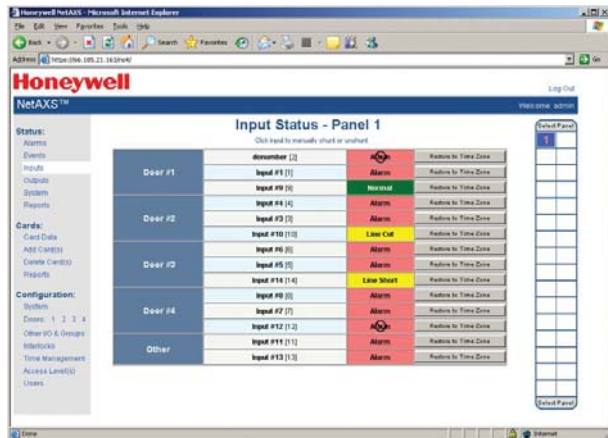 Honeywell NetAXS - Microsoft Internet Explorer
File Edit View Favorites Tools Help
Back Search Favorites
Address Go
Honeywell
Log Out
NetAXS™ Welcome admin
Input Status - Panel 1
Click input to manually shunt or unshunt
Select Panel
1
Status:
Alarms
Events
Inputs
Outputs
System
Reports
Cards:
Card Data
Add Card(s)
Delete Card(s)
Reports
Configuration:
System
Doors: 1 2 3 4
Other I/O & Groups
Interlocks
Time Management
Access Level(s)
Users
Door #1
[2] Alarm Restore to Time Zone
Input #1 [1] Alarm Restore to Time Zone
Input #9 [9] Normal Restore to Time Zone
Door #2
Input #4 [4] Alarm Restore to Time Zone
Input #3 [3] Alarm Restore to Time Zone
Input #10 [10] Line Cut Restore to Time Zone
Door #3
Input #6 [6] Alarm Restore to Time Zone
Input #5 [5] Alarm Restore to Time Zone
Input #14 [14] Line Short Restore to Time Zone
Door #4
Input #8 Alarm Restore to Time Zone
Input #7 [7] Alarm Restore to Time Zone
Input #12 [12] Alarm Restore to Time Zone
Other
Input #11 [11] Alarm Restore to Time Zone
Input #13 [13] Alarm Restore to Time Zone
Select Panel
Done Internet